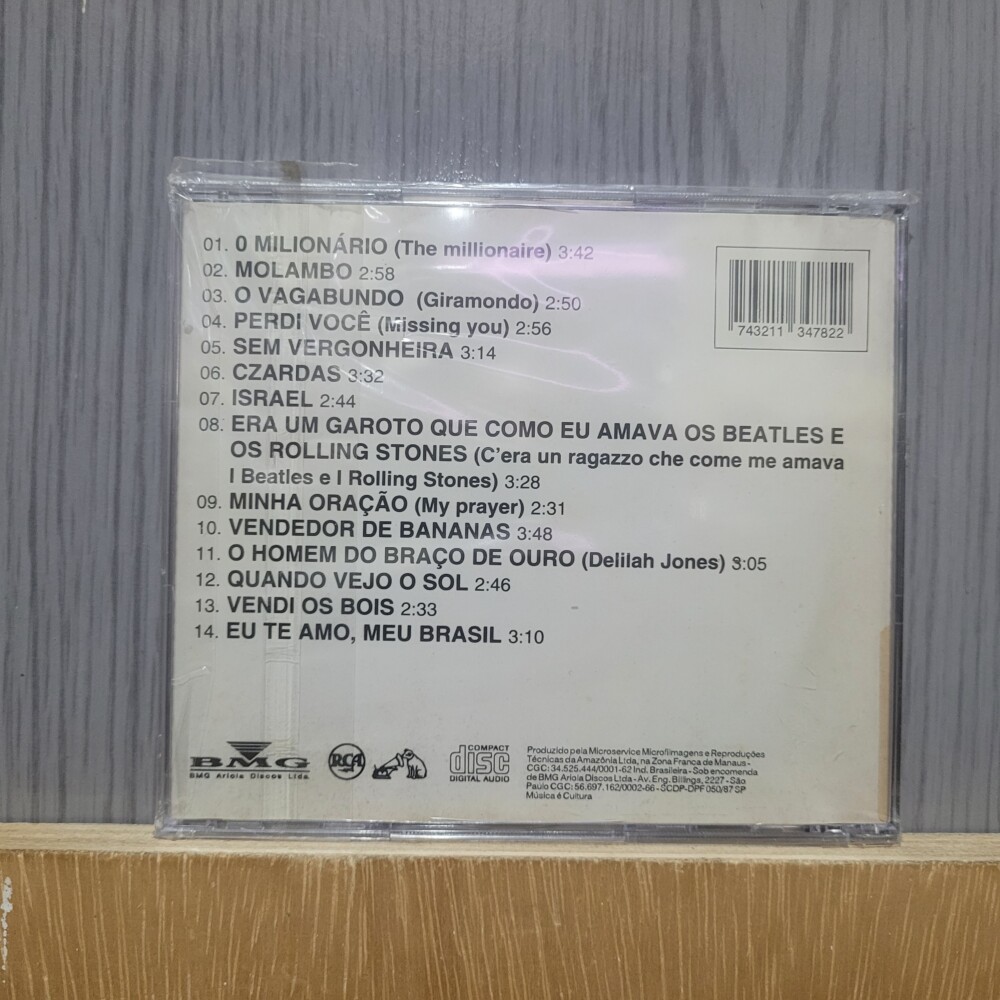 01. O MILIONÁRIO (The millionaire) 3:42
02. MOLAMBO 2:58
03. O VAGABUNDO (Giramondo) 2:50
04. PERDI VOCÊ (Missing you) 2:56
05. SEM VERGONHEIRA 3:14
06. CZARDAS 3:32
07. ISRAEL 2:44
08. ERA UM GAROTO QUE COMO EU AMAVA OS BEATLES E
OS ROLLING STONES (C'era un ragazzo che come me amava
I Beatles e I Rolling Stones) 3:28
09. MINHA ORAÇÃO (My prayer) 2:31
10. VENDEDOR DE BANANAS 3:48
11. O HOMEM DO BRAÇO DE OURO (Delilah Jones) 3:05
12. QUANDO VEJO O SOL 2:46
13. VENDI OS BOIS 2:33
14. EU TE AMO, MEU BRASIL 3:10
743211 347822
BMG
BMG Ariola Discos Ltda.
RCA
COMPACT
disc
DIGITAL AUDIO
Produzido pela Microservice Microfilmagens e Reproduções
Técnicas da Amazônia Ltda, na Zona Franca de Manaus -
CGC: 34.525.444/0001-62 Ind. Brasileira - Sob encomenda
de BMG Ariola Discos Ltda - Av. Eng. Billings, 2227 - São
Paulo CGC: 56.697.162/0002-66 - SCDP-DPF 050/87 SP
Música é Cultura